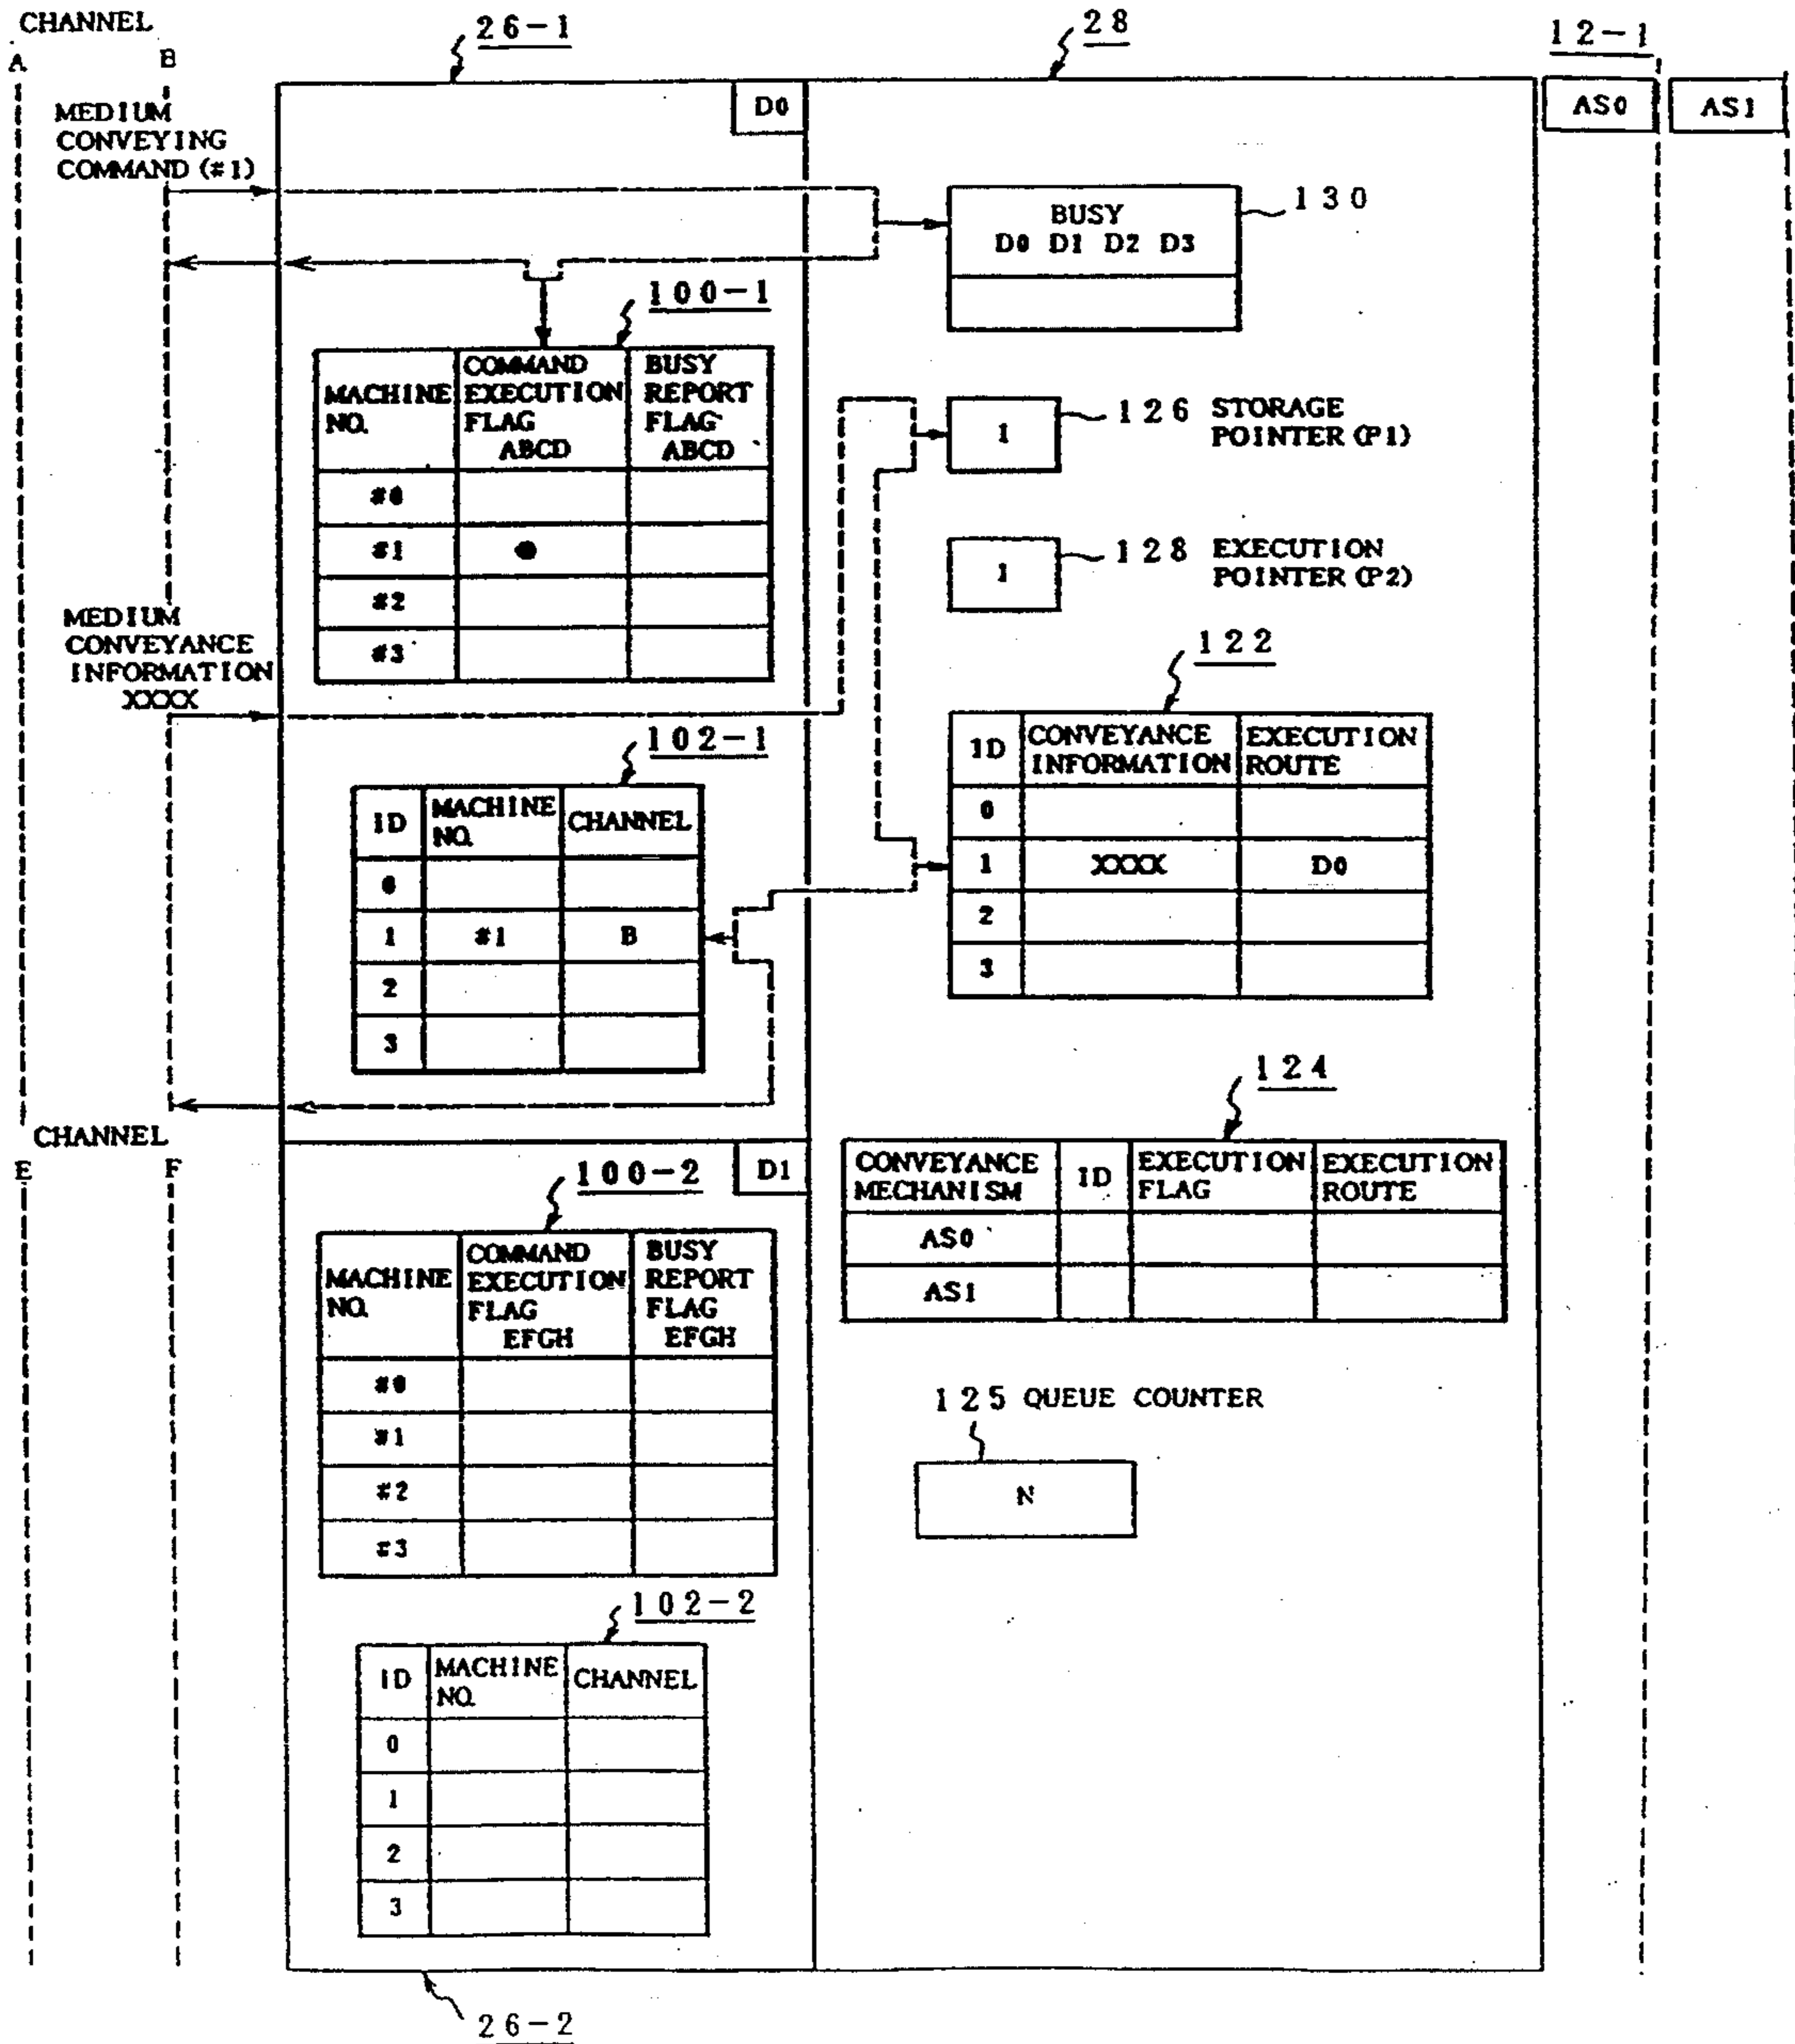 CHANNEL
A B
26-1
28
12-1
D0
AS0
AS1
MEDIUM
CONVEYING
COMMAND (#1)
BUSY
D0 D1 D2 D3
130
100-1
MACHINE
NO.
COMMAND
EXECUTION
FLAG
ABCD
BUSY
REPORT
FLAG
ABCD
#0
#1 ●
#2
#3
1
126 STORAGE
POINTER (P1)
1
128 EXECUTION
POINTER (P2)
MEDIUM
CONVEYANCE
INFORMATION
XXXX
122
ID
CONVEYANCE
INFORMATION
EXECUTION
ROUTE
0
1 XXXX D0
2
3
102-1
ID
MACHINE
NO.
CHANNEL
0
1 #1 B
2
3
CHANNEL
E F
D1
124
CONVEYANCE
MECHANISM
ID
EXECUTION
FLAG
EXECUTION
ROUTE
AS0
AS1
100-2
MACHINE
NO.
COMMAND
EXECUTION
FLAG
EFGH
BUSY
REPORT
FLAG
EFGH
#0
#1
#2
#3
125 QUEUE COUNTER
N
102-2
ID
MACHINE
NO.
CHANNEL
0
1
2
3
26-2